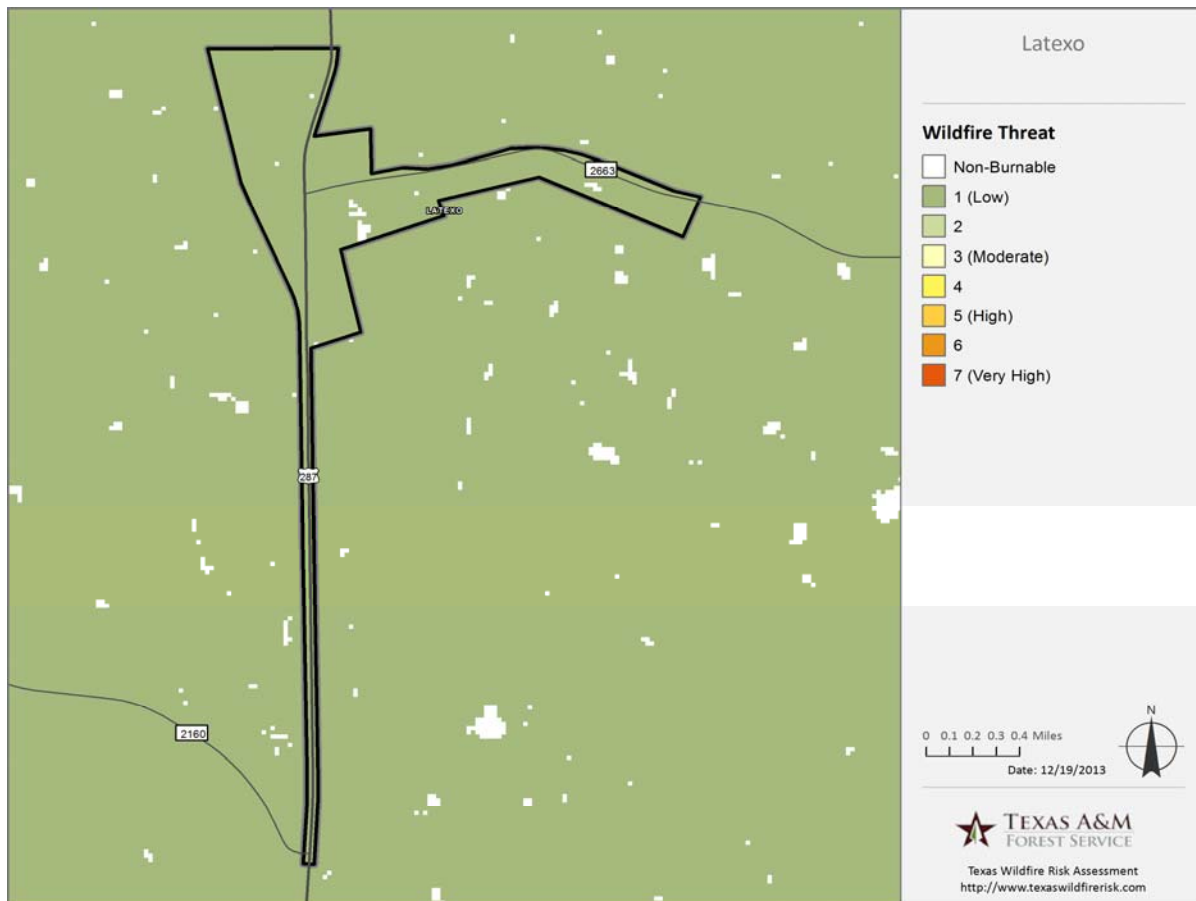 Latexo
Wildfire Threat
Non-Burnable
1 (Low)
2
3 (Moderate)
4
5 (High)
6
7 (Very High)
2663
LATEXO
287
2160
N
0 0.1 0.2 0.3 0.4 Miles
Date: 12/19/2013
TEXAS A&M
FOREST SERVICE
Texas Wildfire Risk Assessment
http://www.texaswildfirerisk.com